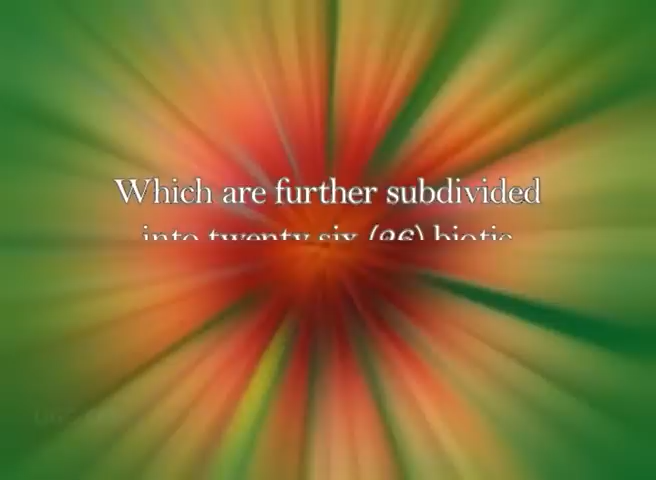 Which are further subdivided
into twenty six (26) biotic